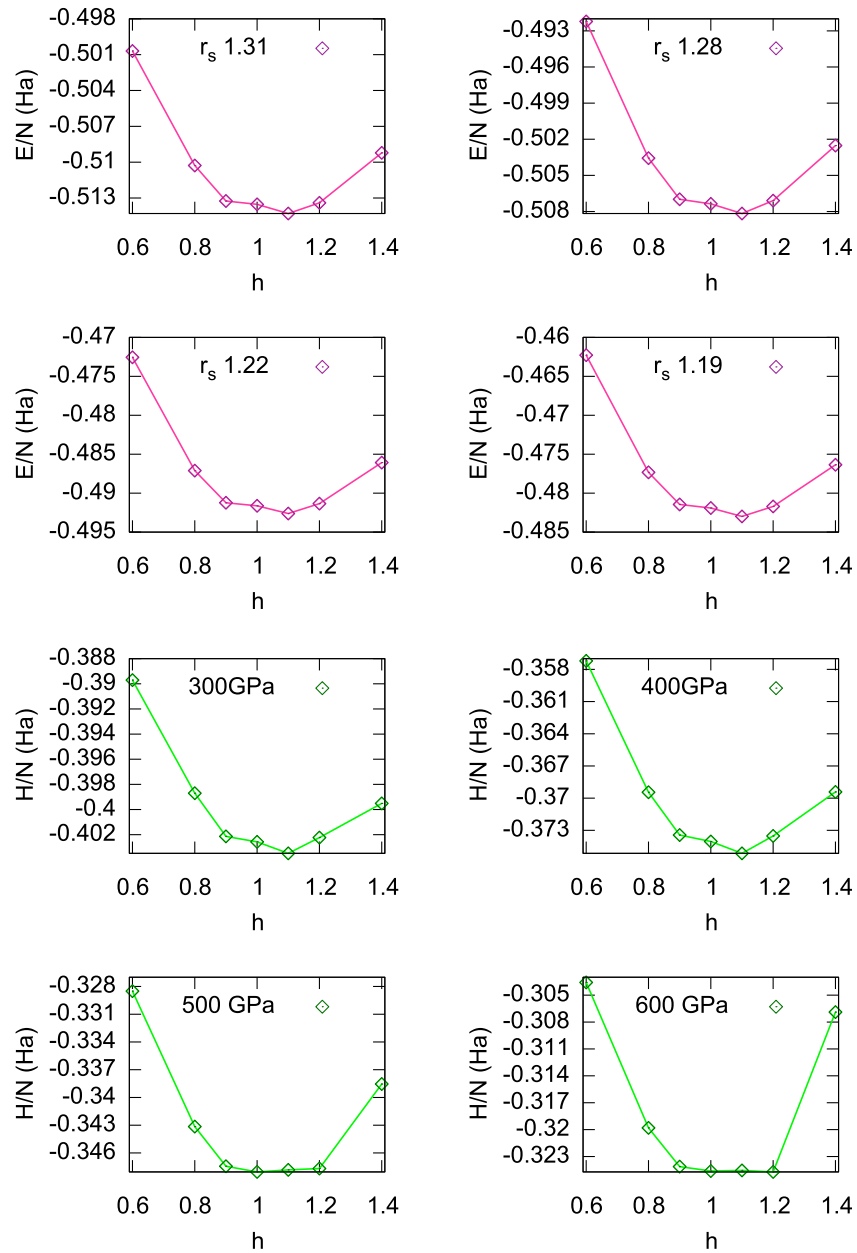 -0.498
-0.501
-0.504
-0.507
-0.51
-0.513
E/N (Ha)
r_s 1.31
0.6 0.8 1 1.2 1.4
h
-0.493
-0.496
-0.499
-0.502
-0.505
-0.508
E/N (Ha)
r_s 1.28
0.6 0.8 1 1.2 1.4
h
-0.47
-0.475
-0.48
-0.485
-0.49
-0.495
E/N (Ha)
r_s 1.22
0.6 0.8 1 1.2 1.4
h
-0.46
-0.465
-0.47
-0.475
-0.48
-0.485
E/N (Ha)
r_s 1.19
0.6 0.8 1 1.2 1.4
h
-0.388
-0.39
-0.392
-0.394
-0.396
-0.398
-0.4
-0.402
H/N (Ha)
300GPa
0.6 0.8 1 1.2 1.4
h
-0.358
-0.361
-0.364
-0.367
-0.37
-0.373
H/N (Ha)
400GPa
0.6 0.8 1 1.2 1.4
h
-0.328
-0.331
-0.334
-0.337
-0.34
-0.343
-0.346
H/N (Ha)
500 GPa
0.6 0.8 1 1.2 1.4
h
-0.305
-0.308
-0.311
-0.314
-0.317
-0.32
-0.323
H/N (Ha)
600 GPa
0.6 0.8 1 1.2 1.4
h